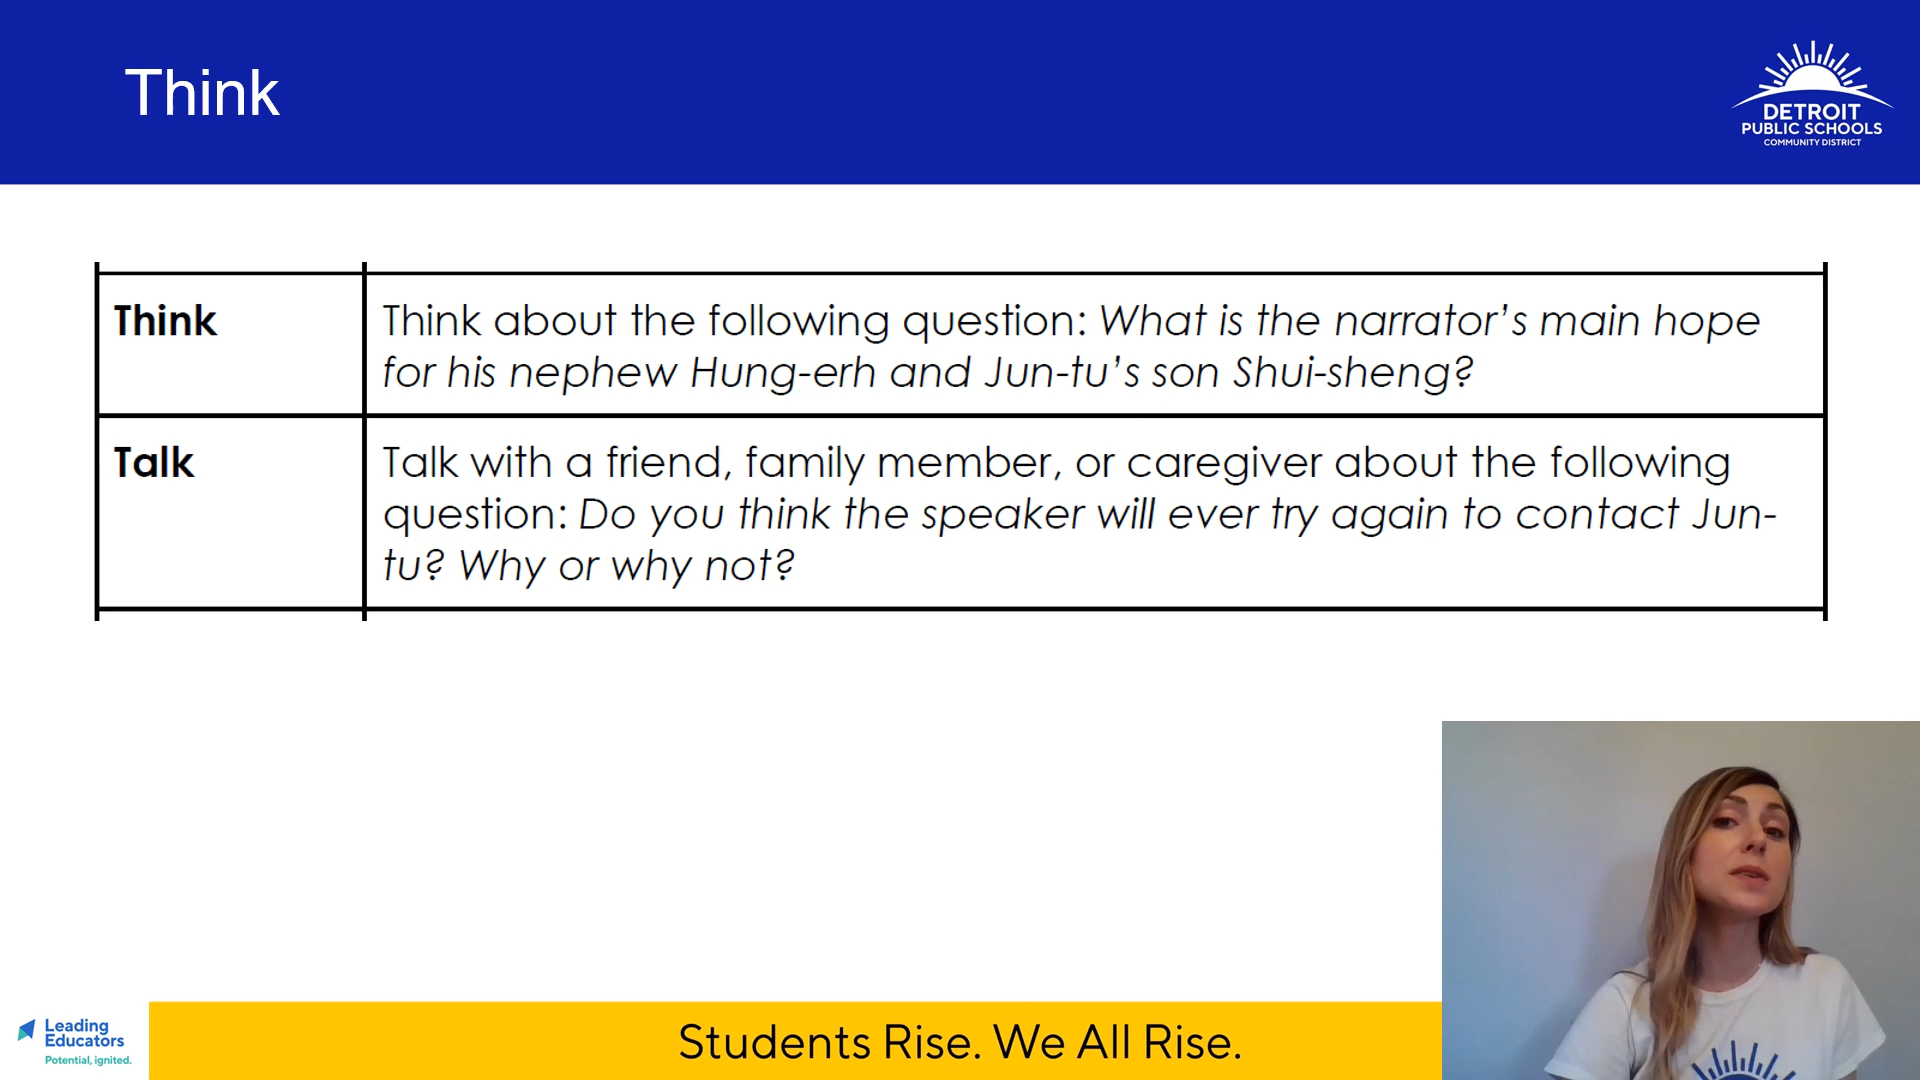 Think
DETROIT
PUBLIC SCHOOLS
COMMUNITY DISTRICT
Think
Think about the following question: What is the narrator’s main hope
for his nephew Hung-erh and Jun-tu’s son Shui-sheng?
Talk
Talk with a friend, family member, or caregiver about the following
question: Do you think the speaker will ever try again to contact Jun-
tu? Why or why not?
Leading
Educators
Potential, ignited.
Students Rise. We All Rise.